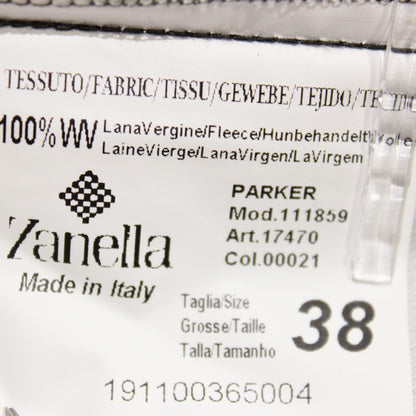 TESSUTO/FABRIC/TISSU/GEWEBE/TEJIDO/
100% WV LanaVergine/Fleece/Hunbehandelt
LaineVierge/LanaVirgen/LaVirgem
PARKER
Mod.111859
Art.17470
Col.00021
Zanella
Made in Italy
Taglia/Size
Grosse/Taille
Talla/Tamanho
38
191100365004